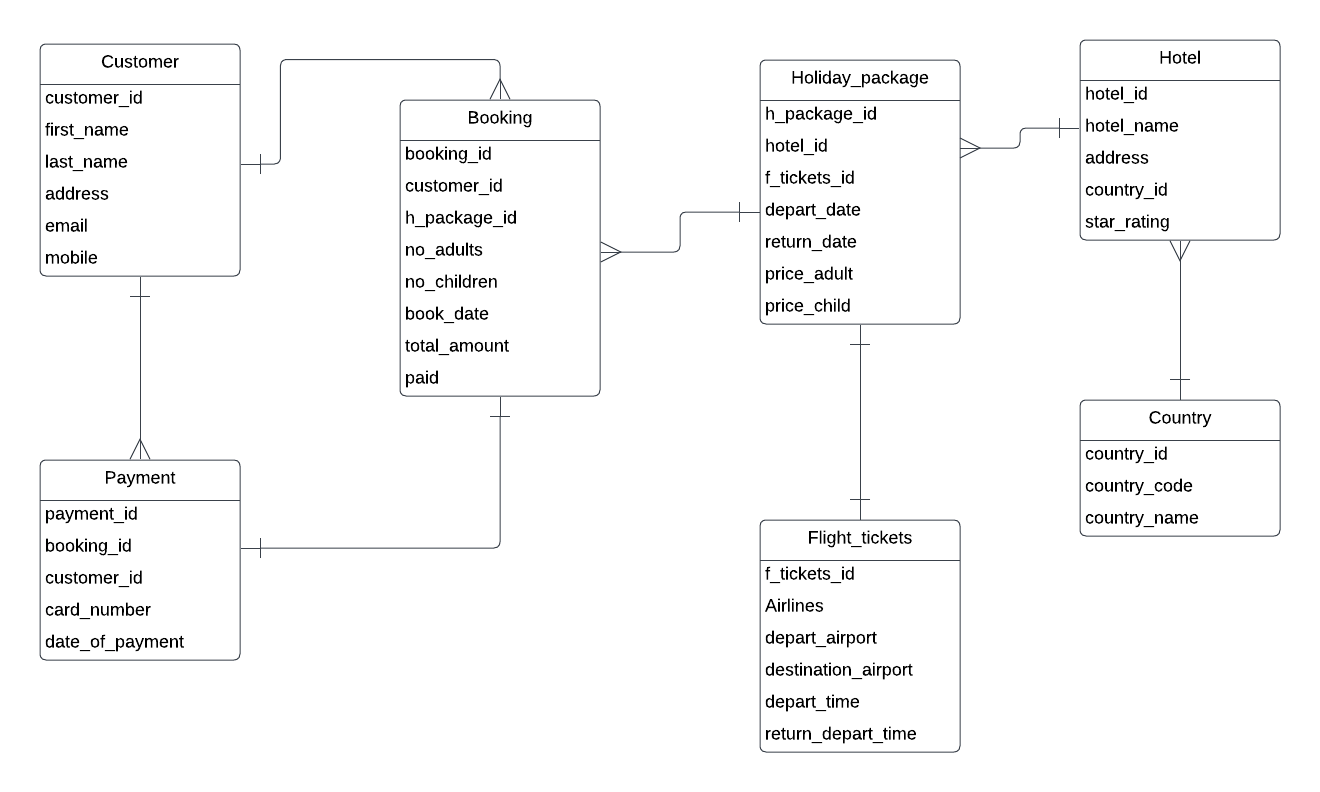 Customer
customer_id
first_name
last_name
address
email
mobile
Booking
booking_id
customer_id
h_package_id
no_adults
no_children
book_date
total_amount
paid
Holiday_package
h_package_id
hotel_id
f_tickets_id
depart_date
return_date
price_adult
price_child
Hotel
hotel_id
hotel_name
address
country_id
star_rating
Payment
payment_id
booking_id
customer_id
card_number
date_of_payment
Flight_tickets
f_tickets_id
Airlines
depart_airport
destination_airport
depart_time
return_depart_time
Country
country_id
country_code
country_name